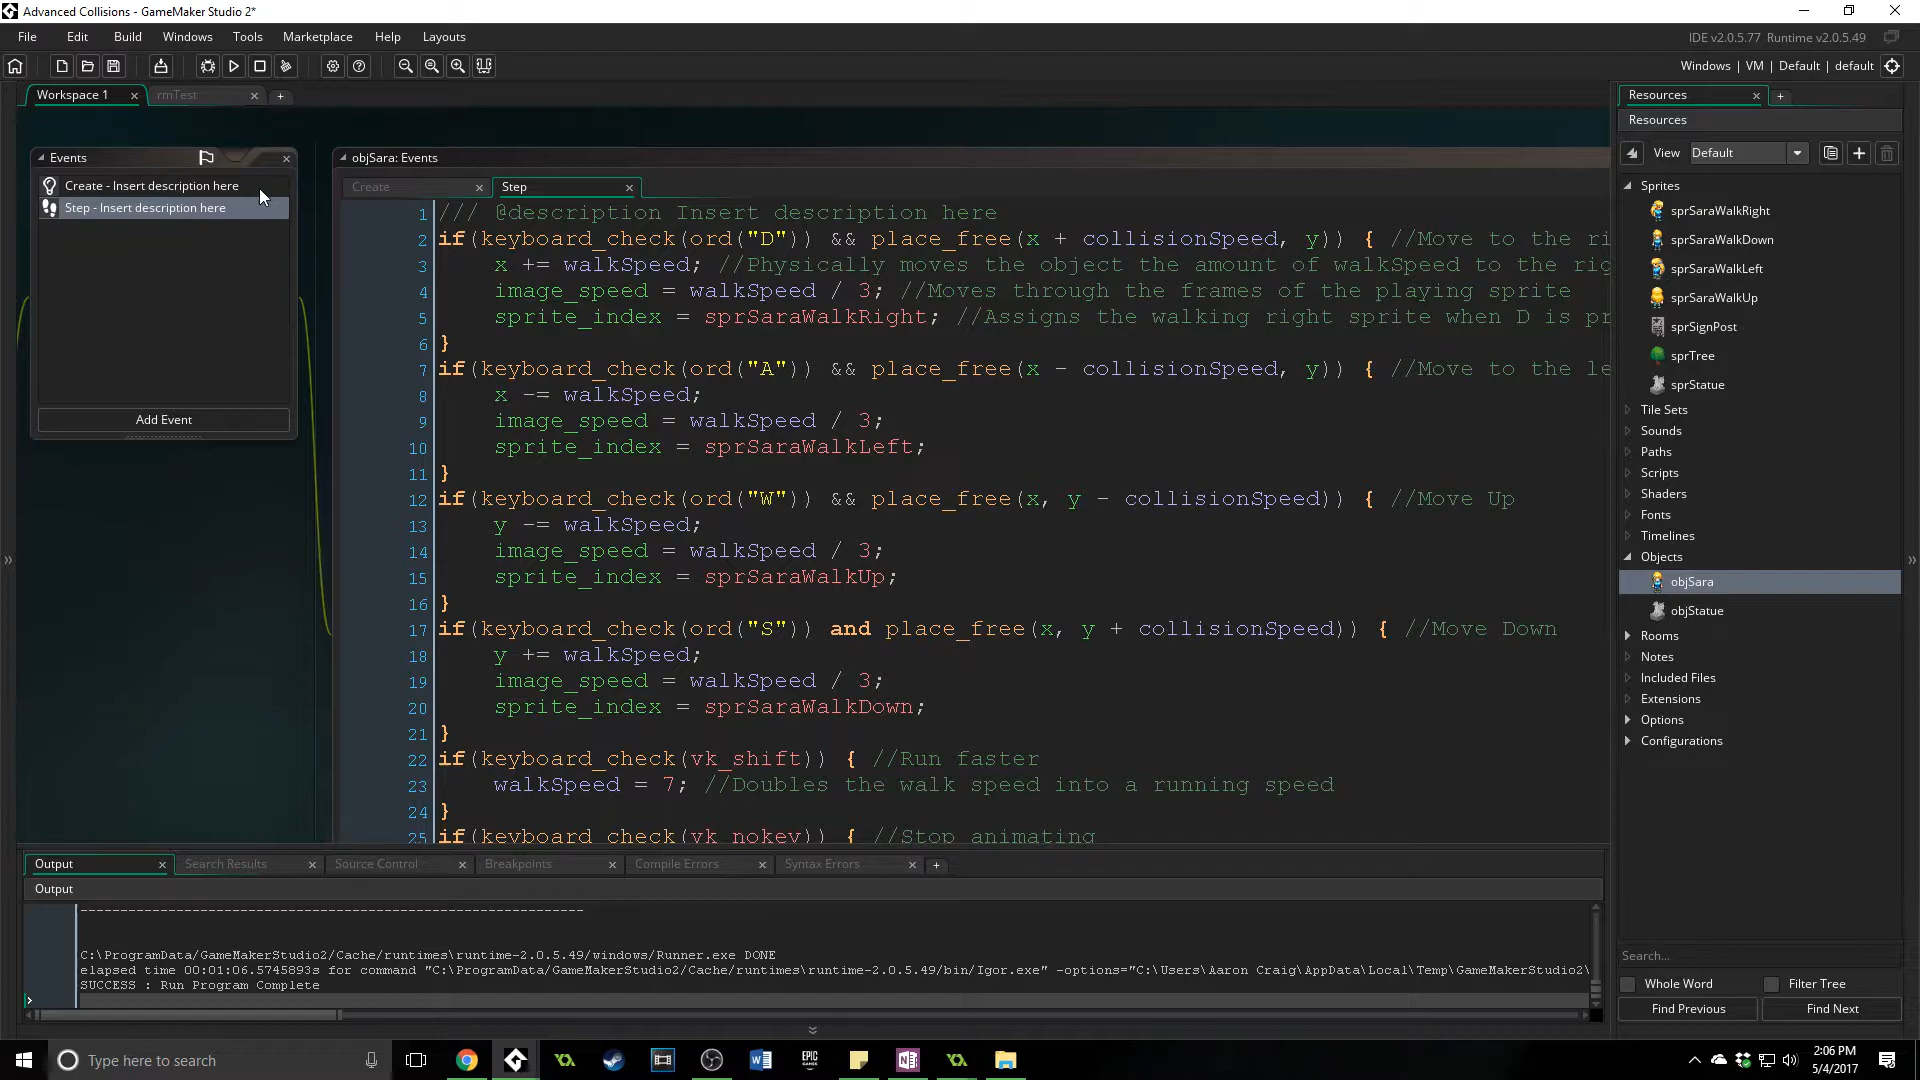 Advanced Collisions - GameMaker Studio 2*
File Edit Build Windows Tools Marketplace Help Layouts
IDE v2.0.5.77 Runtime v2.0.5.49
Windows | VM | Default | default
Workspace 1
rmTest
Events
Create - Insert description here
Step - Insert description here
Add Event
objSara: Events
Create
Step
1 /// @description Insert description here
2 if(keyboard_check(ord("D")) && place_free(x + collisionSpeed, y)) { //Move to the ri
3 x += walkSpeed; //Physically moves the object the amount of walkSpeed to the rig
4 image_speed = walkSpeed / 3; //Moves through the frames of the playing sprite
5 sprite_index = sprSaraWalkRight; //Assigns the walking right sprite when D is pr
6 }
7 if(keyboard_check(ord("A")) && place_free(x - collisionSpeed, y)) { //Move to the le
8 x -= walkSpeed;
9 image_speed = walkSpeed / 3;
10 sprite_index = sprSaraWalkLeft;
11 }
12 if(keyboard_check(ord("W")) && place_free(x, y - collisionSpeed)) { //Move Up
13 y -= walkSpeed;
14 image_speed = walkSpeed / 3;
15 sprite_index = sprSaraWalkUp;
16 }
17 if(keyboard_check(ord("S")) and place_free(x, y + collisionSpeed)) { //Move Down
18 y += walkSpeed;
19 image_speed = walkSpeed / 3;
20 sprite_index = sprSaraWalkDown;
21 }
22 if(keyboard_check(vk_shift)) { //Run faster
23 walkSpeed = 7; //Doubles the walk speed into a running speed
24 }
25 if(keyboard_check(vk_nokey)) { //Stop animating
Resources
Resources
View Default
Sprites
sprSaraWalkRight
sprSaraWalkDown
sprSaraWalkLeft
sprSaraWalkUp
sprSignPost
sprTree
sprStatue
Tile Sets
Sounds
Paths
Scripts
Shaders
Fonts
Timelines
Objects
objSara
objStatue
Rooms
Notes
Included Files
Extensions
Options
Configurations
Search...
Whole Word
Filter Tree
Find Previous
Find Next
Output
Search Results
Source Control
Breakpoints
Compile Errors
Syntax Errors
Output
C:\ProgramData/GameMakerStudio2/Cache/runtimes\runtime-2.0.5.49/windows/Runner.exe DONE
elapsed time 00:01:06.5745893s for command "C:\ProgramData/GameMakerStudio2/Cache/runtimes\runtime-2.0.5.49/bin/Igor.exe" -options="C:\Users\Aaron Craig\AppData\Local\Temp\GameMakerStudio2\
SUCCESS : Run Program Complete
Type here to search
EPIC GAMES
2:06 PM
5/4/2017